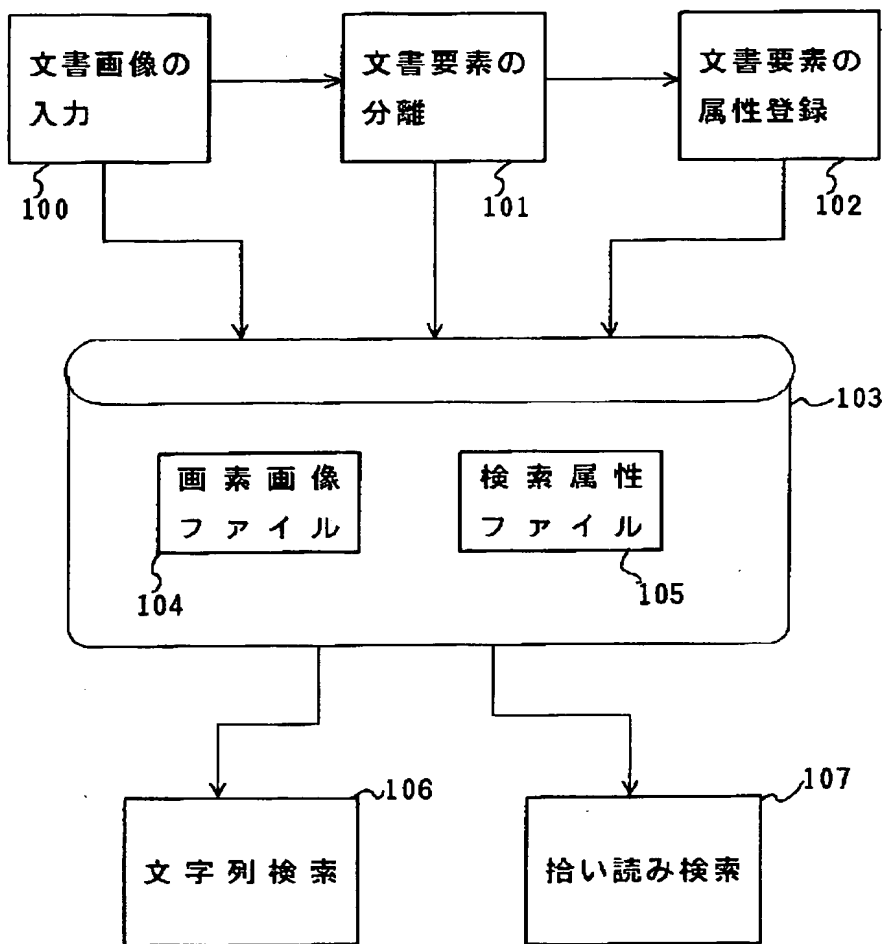 文書画像の
入力
文書要素の
分離
文書要素の
属性登録
100
101
102
103
画素画像
ファイル
検索属性
ファイル
104
105
106
107
文字列検索
拾い読み検索